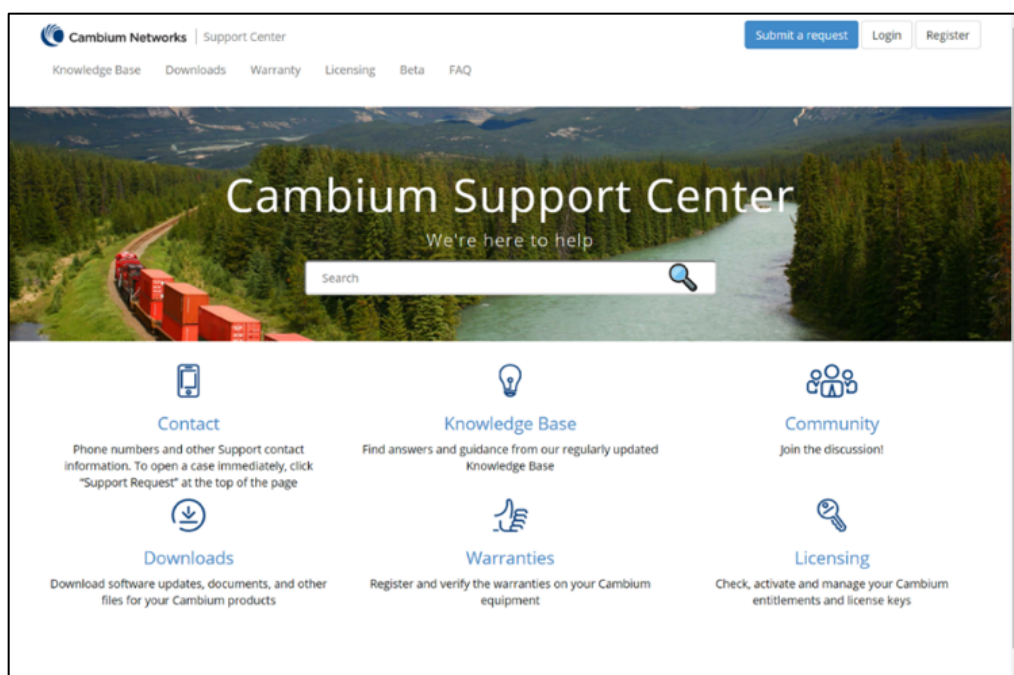 Cambium Networks | Support Center
Submit a request
Login
Register
Knowledge Base
Downloads
Warranty
Licensing
Beta
FAQ
Cambium Support Center
We're here to help
Search
Contact
Phone numbers and other Support contact
information. To open a case immediately, click
"Support Request" at the top of the page
Knowledge Base
Find answers and guidance from our regularly updated
Knowledge Base
Community
Join the discussion!
Downloads
Download software updates, documents, and other
files for your Cambium products
Warranties
Register and verify the warranties on your Cambium
equipment
Licensing
Check, activate and manage your Cambium
entitlements and license keys